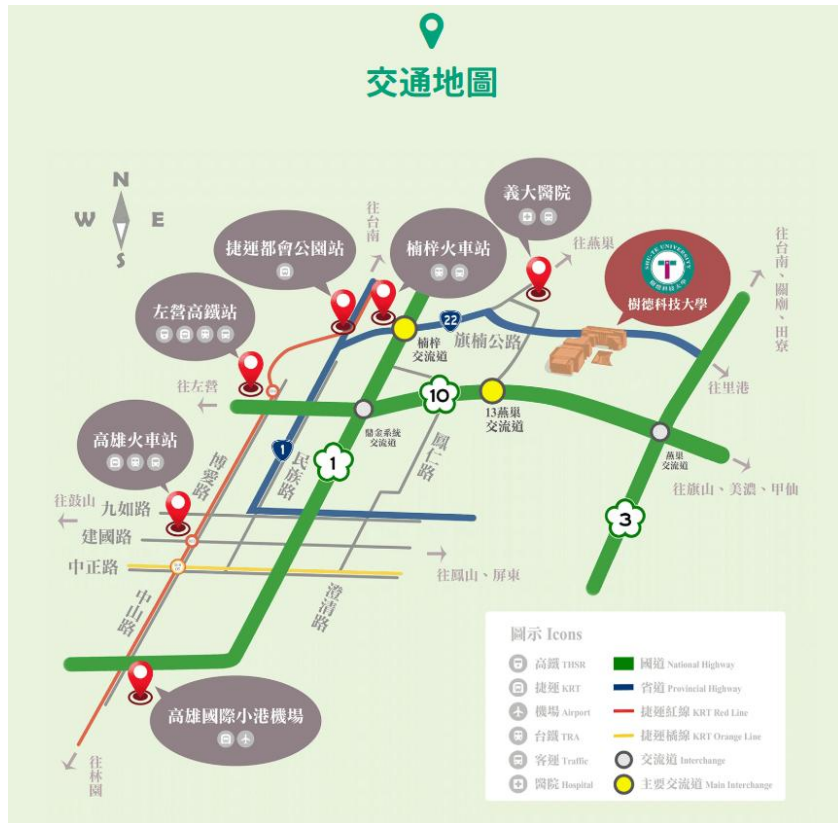 交通地圖
N
W E
S
義大醫院
往台南
往燕巢
捷運都會公園站
楠梓火車站
SHU-TE UNIVERSITY
樹德科技大學
樹德科技大學
往台南、關廟、田寮
左營高鐵站
22
旗楠公路
楠梓
交流道
往里港
往左營
10
13燕巢
交流道
鼎金系統
交流道
燕巢
交流道
高雄火車站
博愛路
1
民族路
1
鳳仁路
往旗山、美濃、甲仙
往鼓山
九如路
3
建國路
中正路
往鳳山、屏東
中山路
澄清路
高雄國際小港機場
往林園
圖示 Icons
高鐵 THSR
國道 National Highway
捷運 KRT
省道 Provincial Highway
機場 Airport
捷運紅線 KRT Red Line
台鐵 TRA
捷運橘線 KRT Orange Line
客運 Traffic
交流道 Interchange
醫院 Hospital
主要交流道 Main Interchange